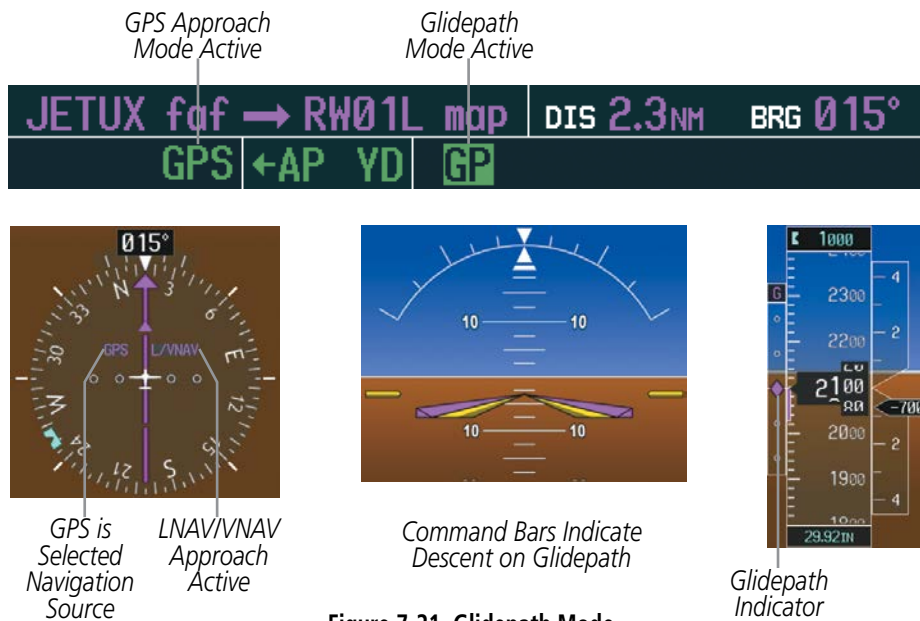 GPS Approach
Mode Active
Glidepath
Mode Active
JETUX faf → RW01L map DIS 2.3NM BRG 015°
GPS ←AP YD GP
015°
N 3 6 E 12 15 S 21 24 W 30 33
GPS L/VNAV
10 10
10 10
1000
G
2300
2200
2100
20
80
2000
1900
4
2
2
4
-700
29.92IN
GPS is
Selected
Navigation
Source
LNAV/VNAV
Approach
Active
Command Bars Indicate
Descent on Glidepath
Glidepath
Indicator
Figure 7-21 Glidepath Mode